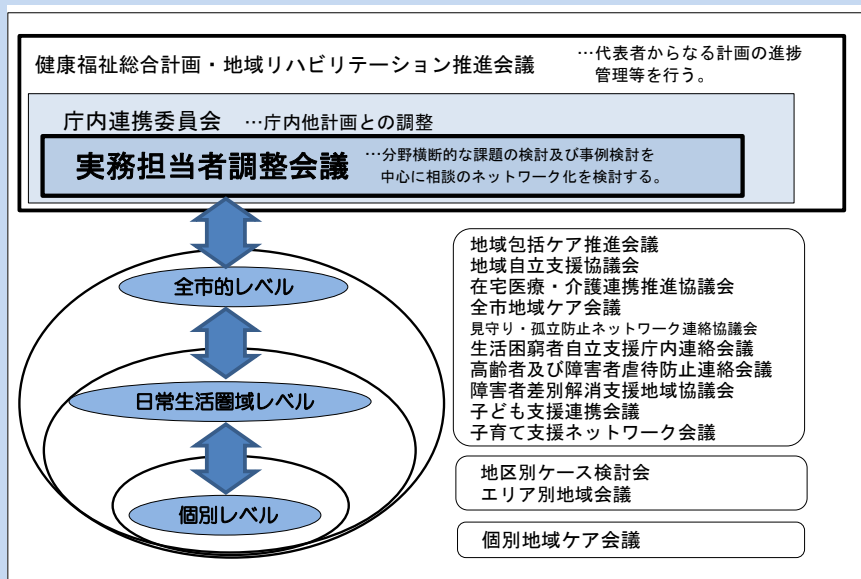 健康福祉総合計画・地域リハビリテーション推進会議
…代表者からなる計画の進捗
管理等を行う。
庁内連携委員会 …庁内他計画との調整
実務担当者調整会議
…分野横断的な課題の検討及び事例検討を
中心に相談のネットワーク化を検討する。
全市的レベル
日常生活圏域レベル
個別レベル
地域包括ケア推進会議
地域自立支援協議会
在宅医療・介護連携推進協議会
全市地域ケア会議
見守り・孤立防止ネットワーク連絡協議会
生活困窮者自立支援庁内連絡会議
高齢者及び障害者虐待防止連絡会議
障害者差別解消支援地域協議会
子ども支援連携会議
子育て支援ネットワーク会議
地区別ケース検討会
エリア別地域会議
個別地域ケア会議